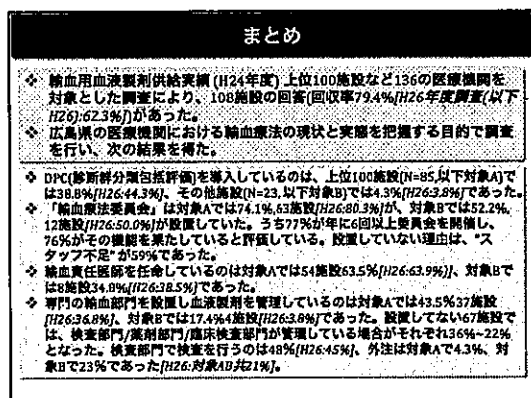 まとめ
❖ 輸血用血液製剤供給実績 (H24年度) 上位100施設など136の医療機関を
対象とした調査により、108施設の回答(回収率79.4%[H26年度調査(以下
H26):62.3%])があった。
❖ 広島県の医療機関における輸血療法の現状と実態を把握する目的で調査
を行い、次の結果を得た。
❖ DPC(診断群分類包括評価)を導入しているのは、上位100施設(N=85,以下対象A)で
は38.8%[H26:44.3%]、その他施設(N=23,以下対象B)では4.3%[H26:3.8%]であった。
❖ 「輸血療法委員会」は対象Aでは74.1%,63施設[H26:80.3%]が、対象Bでは52.2%,
12施設[H26:50.0%]が設置していた。うち77%が年に6回以上委員会を開催し、
76%がその機能を果たしていると評価している。設置していない理由は、“ス
タッフ不足”が59%であった。
❖ 輸血責任医師を任命しているのは対象Aでは54施設63.5%[H26:63.9%]、対象Bで
は8施設34.8%[H26:38.5%]であった。
❖ 専門の輸血部門を設置し血液製剤を管理しているのは対象Aでは43.5%37施設
[H26:36.8%]、対象Bでは17.4%4施設[H26:3.8%]であった。設置してない67施設で
は、検査部門/薬剤部門/臨床検査部門が管理している場合がそれぞれ36%~22%
となった。検査部門で検査を行うのは48%[H26:45%]、外注は対象Aで4.3%、対
象Bで23%であった[H26:対象AB共21%]。